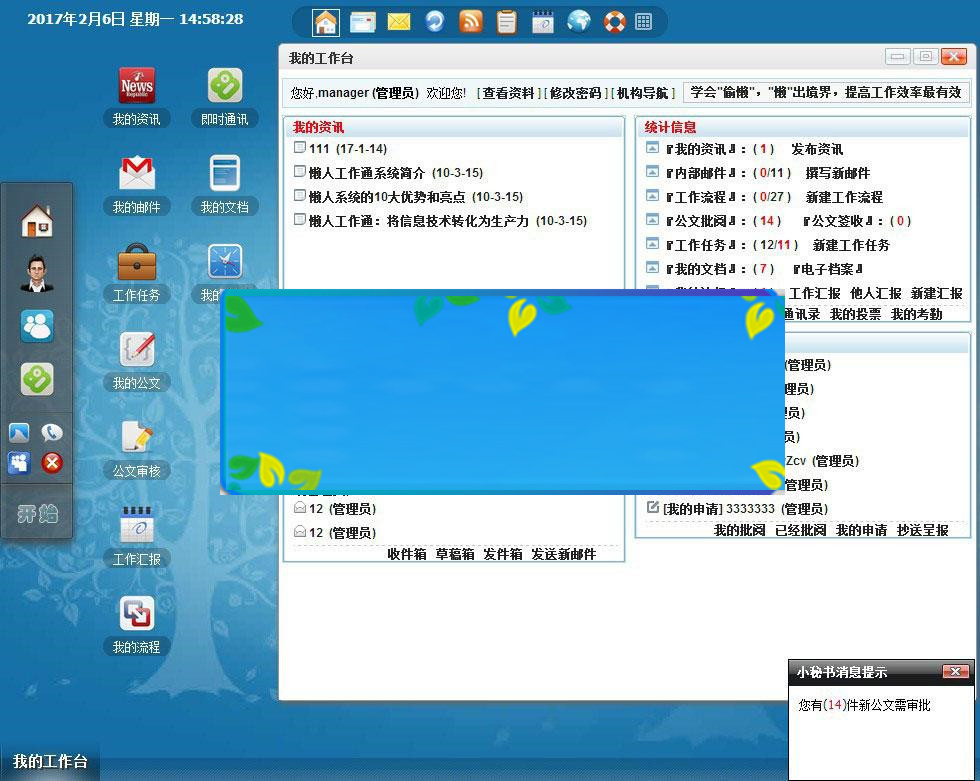 2017年2月6日 星期一 14:58:28
News
Republic
我的资讯
即时通讯
我的邮件
我的文档
工作任务
我的公文
公文审核
工作汇报
我的流程
开始
我的工作台
您好,manager (管理员) 欢迎您! [查看资料][修改密码][机构导航]
学会"偷懒"，"懒"出境界，提高工作效率最有效
我的资讯
111 (17-1-14)
懒人工作通系统简介 (10-3-15)
懒人系统的10大优势和亮点 (10-3-15)
懒人工作通：将信息技术转化为生产力 (10-3-15)
12 (管理员)
12 (管理员)
收件箱 草稿箱 发件箱 发送新邮件
统计信息
『我的资讯』：( 1 ) 发布资讯
『内部邮件』：( 0/11 ) 撰写新邮件
『工作流程』：( 0/27 ) 新建工作流程
『公文批阅』：( 14 ) 『公文签收』：( 0 )
『工作任务』：( 12/11 ) 新建工作任务
『我的文档』：( 7 ) 『电子档案』
工作汇报 他人汇报 新建汇报
通讯录 我的投票 我的考勤
(管理员)
理员)
员)
员)
Zcv (管理员)
管理员)
[我的申请] 3333333 (管理员)
我的批阅 已经批阅 我的申请 抄送呈报
小秘书消息提示
您有(14)件新公文需审批
我的工作台